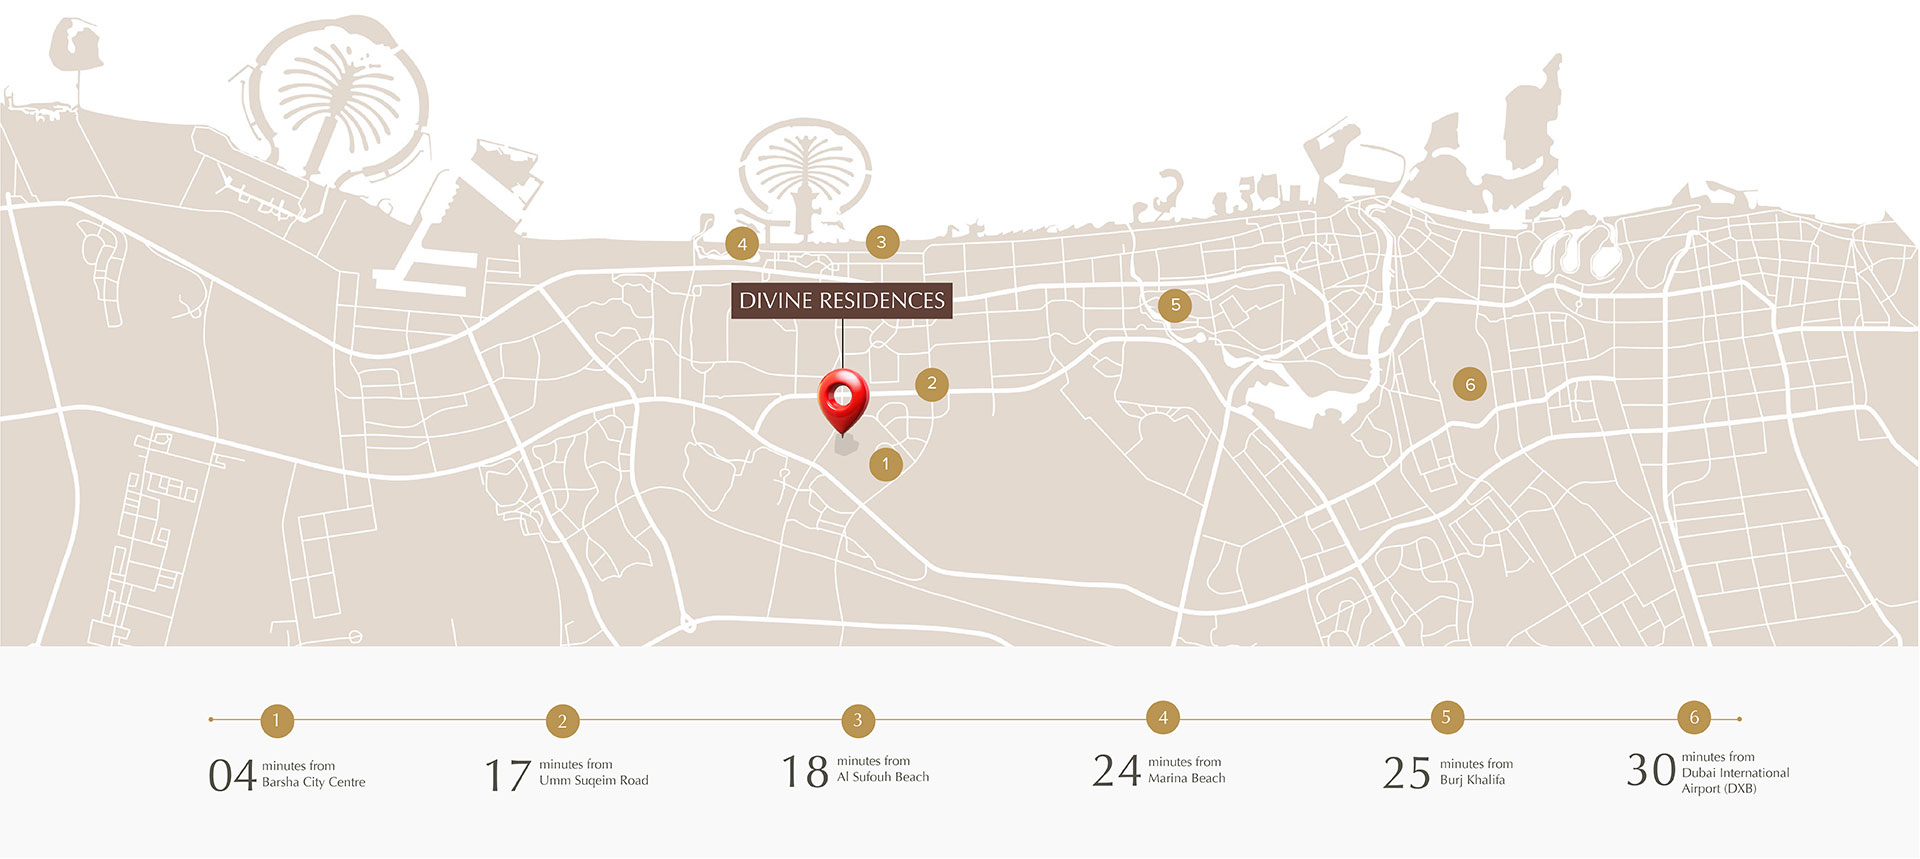 4
3
DIVINE RESIDENCES
5
2
6
1
1
2
3
4
5
6
04 minutes from
Barsha City Centre
17 minutes from
Umm Suqeim Road
18 minutes from
Al Sufouh Beach
24 minutes from
Marina Beach
25 minutes from
Burj Khalifa
30 minutes from
Dubai International
Airport (DXB)